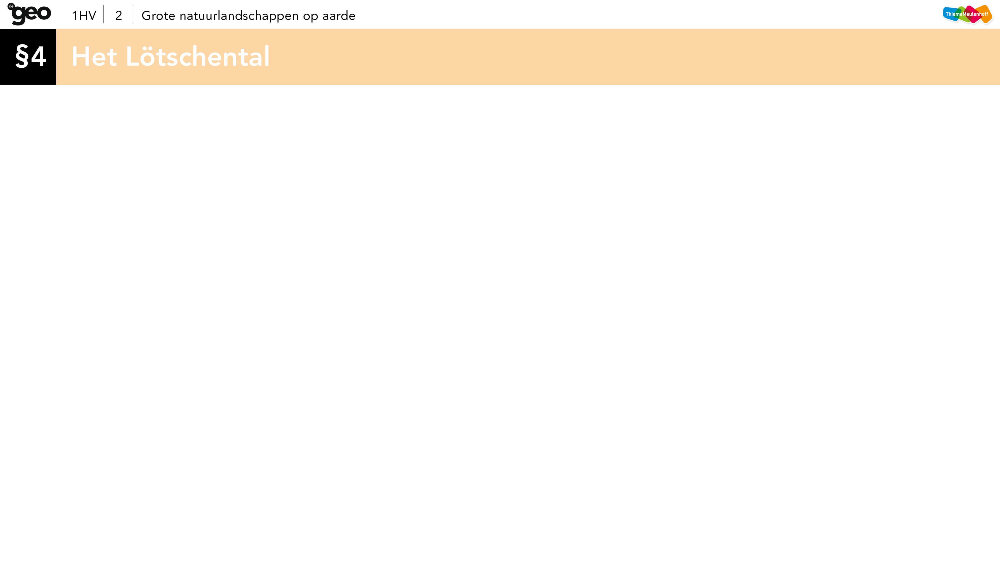 de geo
1HV 2 Grote natuurlandschappen op aarde
ThiemeMeulenhoff
§4 Het Lötschental